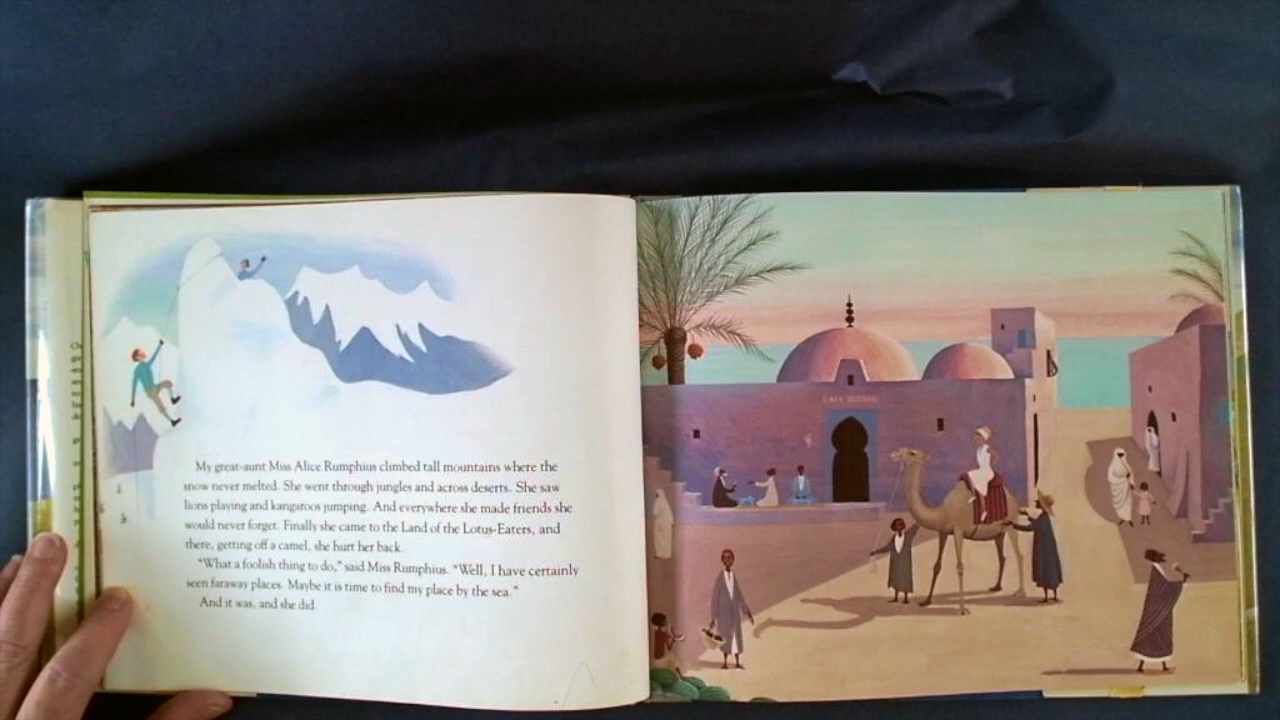 My great-aunt Miss Alice Rumphius climbed tall mountains where the
snow never melted. She went through jungles and across deserts. She saw
lions playing and kangaroos jumping. And everywhere she made friends she
would never forget. Finally she came to the Land of the Lotus-Eaters, and
there, getting off a camel, she hurt her back.
"What a foolish thing to do," said Miss Rumphius. "Well, I have certainly
seen faraway places. Maybe it is time to find my place by the sea."
And it was, and she did.